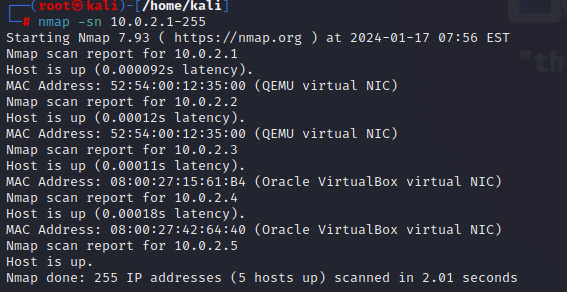 (root㉿kali)-[/home/kali]
# nmap -sn 10.0.2.1-255
Starting Nmap 7.93 ( https://nmap.org ) at 2024-01-17 07:56 EST
Nmap scan report for 10.0.2.1
Host is up (0.000092s latency).
MAC Address: 52:54:00:12:35:00 (QEMU virtual NIC)
Nmap scan report for 10.0.2.2
Host is up (0.00012s latency).
MAC Address: 52:54:00:12:35:00 (QEMU virtual NIC)
Nmap scan report for 10.0.2.3
Host is up (0.00011s latency).
MAC Address: 08:00:27:15:61:B4 (Oracle VirtualBox virtual NIC)
Nmap scan report for 10.0.2.4
Host is up (0.00018s latency).
MAC Address: 08:00:27:42:64:40 (Oracle VirtualBox virtual NIC)
Nmap scan report for 10.0.2.5
Host is up.
Nmap done: 255 IP addresses (5 hosts up) scanned in 2.01 seconds